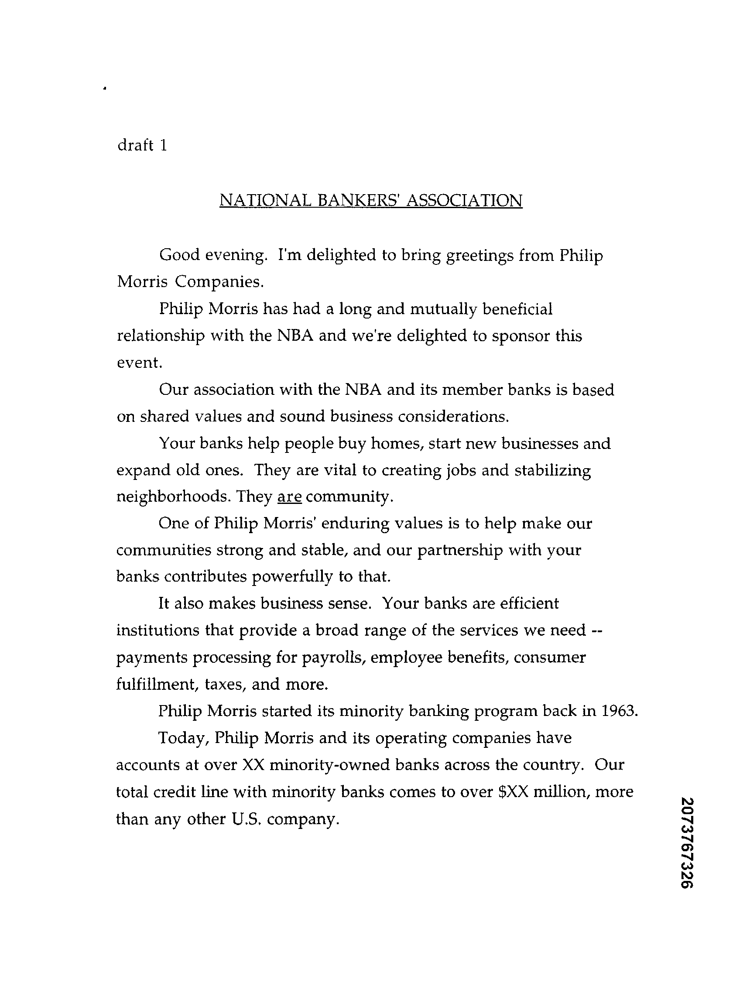 draft 1
NATIONAL BANKERS' ASSOCIATION
Good evening. I'm delighted to bring greetings from Philip
Morris Companies.
Philip Morris has had a long and mutually beneficial
relationship with the NBA and we're delighted to sponsor this
event.
Our association with the NBA and its member banks is based
on shared values and sound business considerations.
Your banks help people buy homes, start new businesses and
expand old ones. They are vital to creating jobs and stabilizing
neighborhoods. They are community.
One of Philip Morris' enduring values is to help make our
communities strong and stable, and our partnership with your
banks contributes powerfully to that.
It also makes business sense. Your banks are efficient
institutions that provide a broad range of the services we need --
payments processing for payrolls, employee benefits, consumer
fulfillment, taxes, and more.
Philip Morris started its minority banking program back in 1963.
Today, Philip Morris and its operating companies have
accounts at over XX minority-owned banks across the country. Our
total credit line with minority banks comes to over $XX million, more
than any other U.S. company.
2073767326